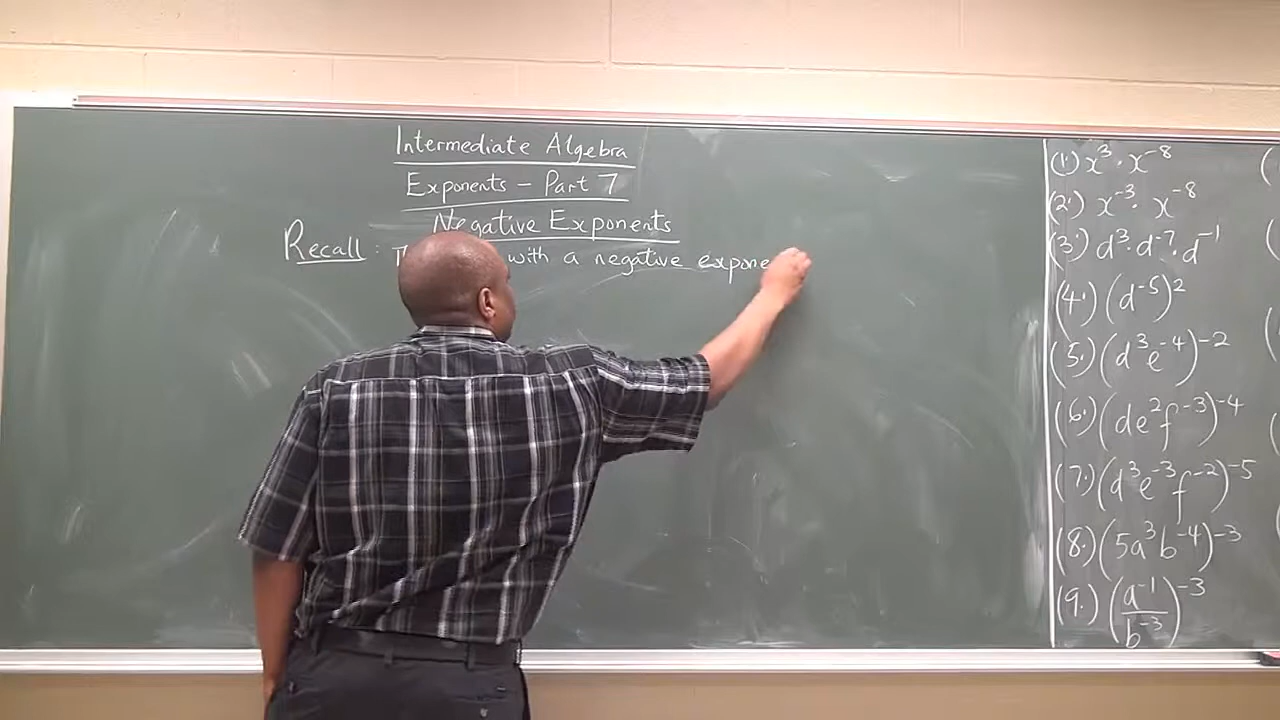 Intermediate Algebra
Exponents – Part 7
Negative Exponents
Recall: with a negative
(1.) x³ · x⁻⁸
(2.) x⁻³ · x⁻⁸
(3.) d³ · d⁻⁷ · d⁻¹
(4.) (d⁻⁵)²
(5.) (d³e⁻⁴)⁻²
(6.) (de²f⁻³)⁻⁴
(7.) (d³e⁻³f⁻²)⁻⁵
(8.) (5a³b⁻⁴)⁻³
(9.) (a⁻¹/b⁻³)⁻³